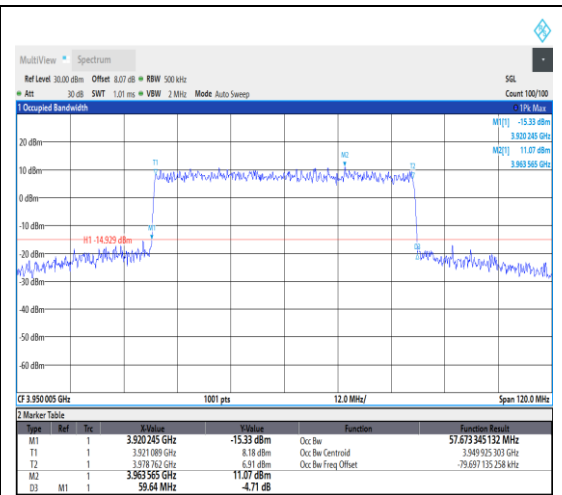 MultiView Spectrum
Ref Level 30.00 dBm Offset 8.07 dB RBW 500 kHz SGL
Att 30 dB SWT 1.01 ms VBW 2 MHz Mode Auto Sweep Count 100/100
1 Occupied Bandwidth 1Pk Max
M1[1] -15.33 dBm
3.920 245 GHz
M2[1] 11.07 dBm
3.963 565 GHz
20 dBm
M2
T1
T2
10 dBm
0 dBm
-10 dBm
M1
H1 -14.929 dBm
D3
-20 dBm
-30 dBm
-40 dBm
-50 dBm
-60 dBm
CF 3.950 005 GHz 1001 pts 12.0 MHz/ Span 120.0 MHz
2 Marker Table
Type Ref Trc X-Value Y-Value Function Function Result
M1 1 3.920 245 GHz -15.33 dBm Occ Bw 57.673 345 132 MHz
T1 1 3.921 089 GHz 8.18 dBm Occ Bw Centroid 3.949 925 303 GHz
T2 1 3.978 762 GHz 6.91 dBm Occ Bw Freq Offset -79.697 135 258 kHz
M2 1 3.963 565 GHz 11.07 dBm
D3 M1 1 59.64 MHz -4.71 dB